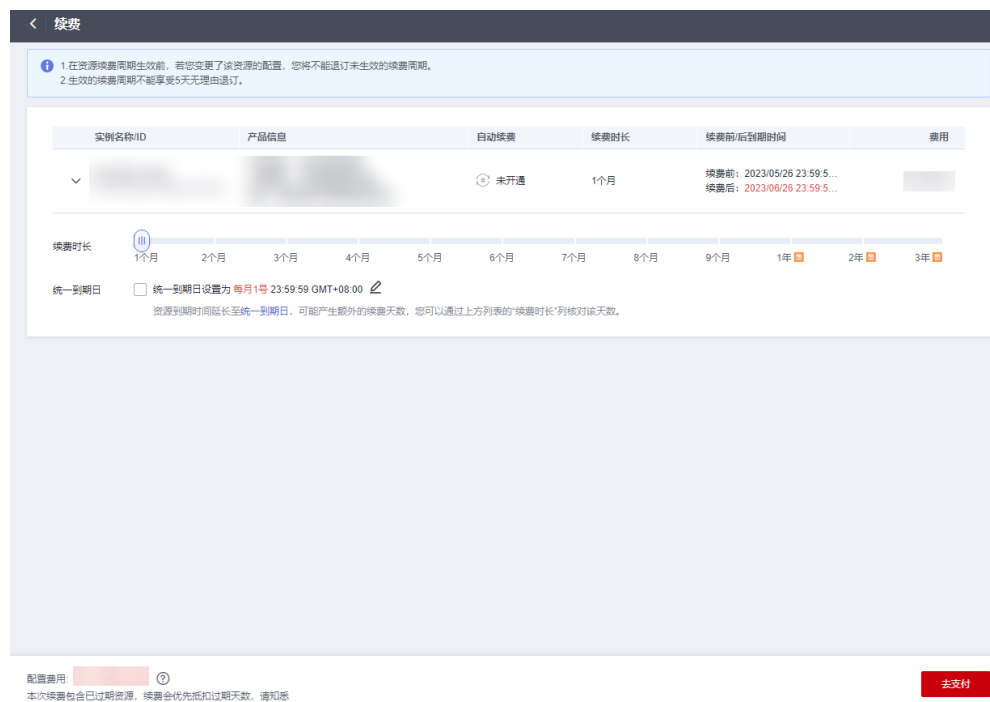 续费
1.在资源续费周期生效前，若您变更了该资源的配置，您将不能退订未生效的续费周期。
2.生效的续费周期不能享受5天无理由退订。
实例名称/ID 产品信息 自动续费 续费时长 续费前/后到期时间 费用
未开通 1个月 续费前：2023/05/26 23:59:5...
续费后：2023/06/26 23:59:5...
续费时长
1个月 2个月 3个月 4个月 5个月 6个月 7个月 8个月 9个月 1年 2年 3年
统一到期日 统一到期日设置为 每月1号 23:59:59 GMT+08:00
资源到期时间延长至统一到期日，可能产生额外的续费天数，您可以通过上方列表的“续费时长”列核对该天数。
配置费用:
本次续费包含已过期资源，续费会优先抵扣过期天数，请知悉
去支付